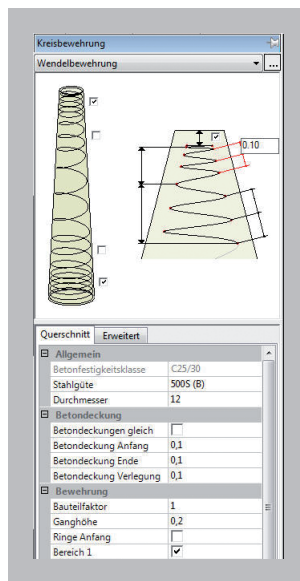 Kreisbewehrung
Wendelbewehrung
...
0.10
Querschnitt Erweitert
Allgemein
Betonfestigkeitsklasse C25/30
Stahlgüte 500S (B)
Durchmesser 12
Betondeckung
Betondeckungen gleich
Betondeckung Anfang 0,1
Betondeckung Ende 0,1
Betondeckung Verlegung 0,1
Bewehrung
Bauteilfaktor 1
Ganghöhe 0,2
Ringe Anfang
Bereich 1